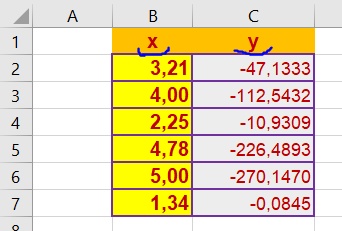 A B C
1 x y
2 3,21 -47,1333
3 4,00 -112,5432
4 2,25 -10,9309
5 4,78 -226,4893
6 5,00 -270,1470
7 1,34 -0,0845